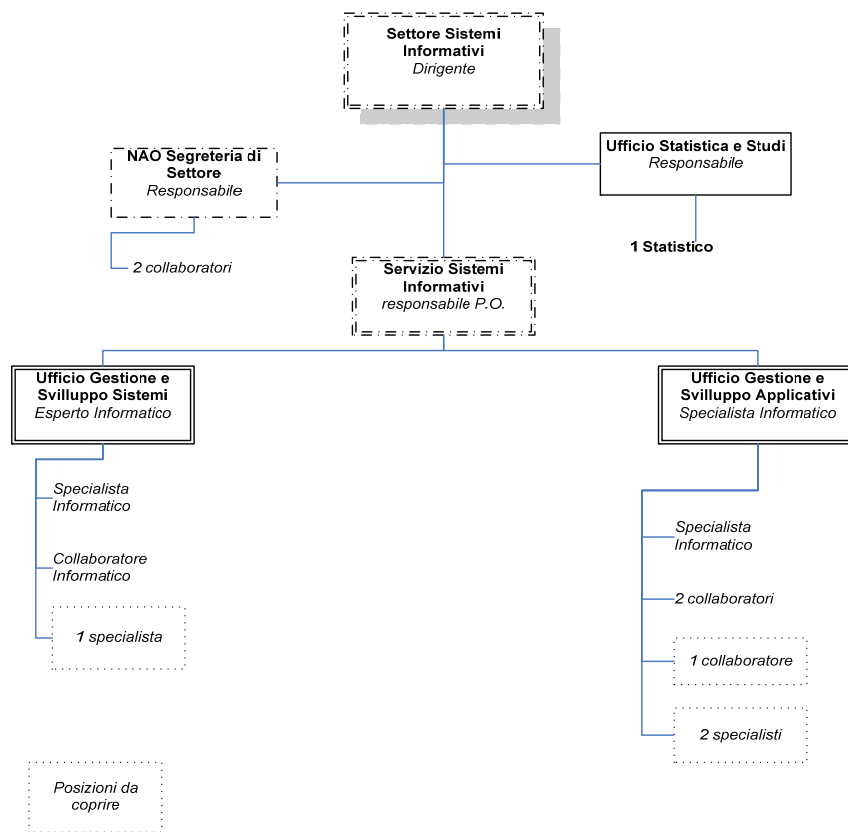 Settore Sistemi
Informativi
Dirigente
NAO Segreteria di
Settore
Responsabile
Ufficio Statistica e Studi
Responsabile
2 collaboratori
1 Statistico
Servizio Sistemi
Informativi
responsabile P.O.
Ufficio Gestione e
Sviluppo Sistemi
Esperto Informatico
Ufficio Gestione e
Sviluppo Applicativi
Specialista Informatico
Specialista
Informatico
Collaboratore
Informatico
1 specialista
Specialista
Informatico
2 collaboratori
1 collaboratore
2 specialisti
Posizioni da
coprire